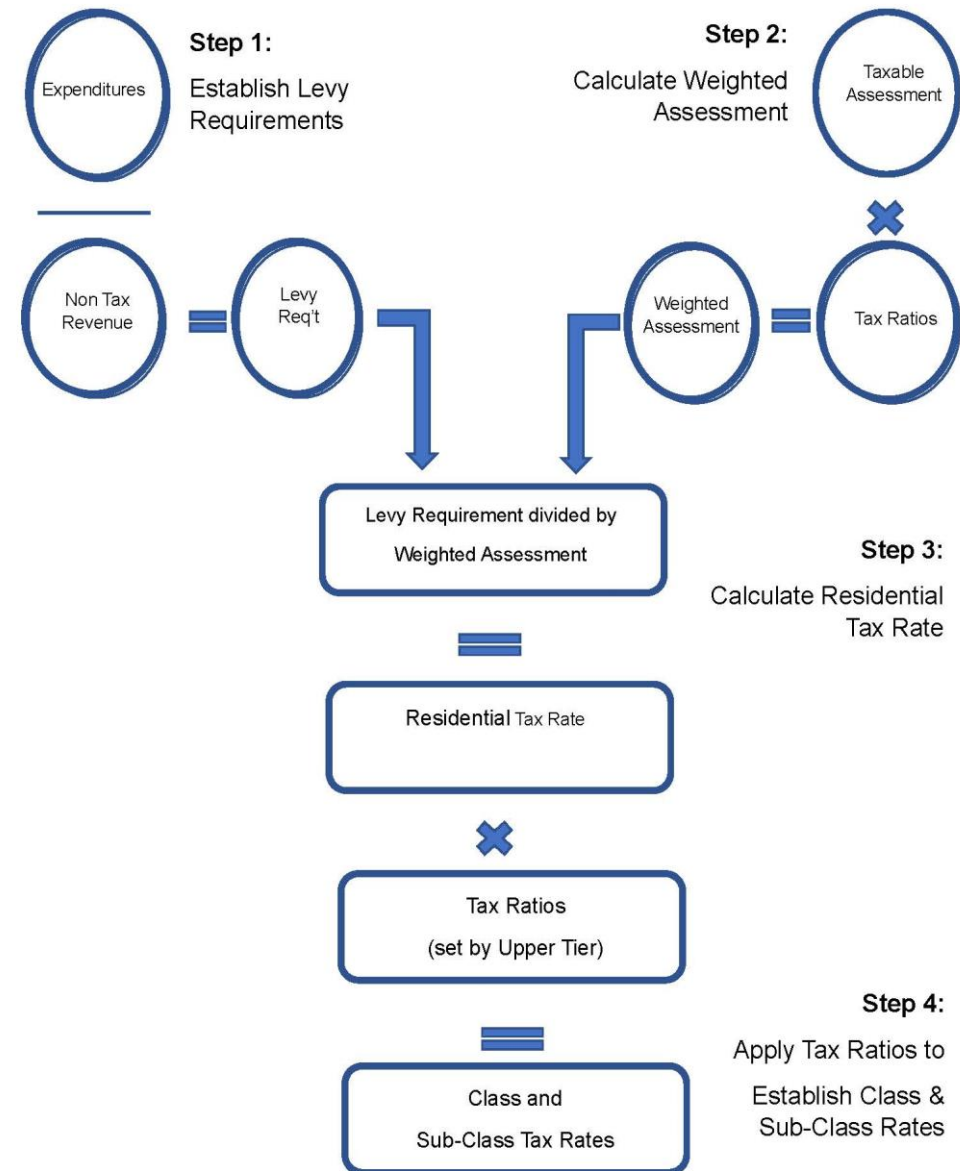 Expenditures
Step 1:
Establish Levy
Requirements
Step 2:
Calculate Weighted
Assessment
Taxable
Assessment
Non Tax
Revenue
Levy
Req't
Weighted
Assessment
Tax Ratios
Levy Requirement divided by
Weighted Assessment
Step 3:
Calculate Residential
Tax Rate
Residential Tax Rate
Tax Ratios
(set by Upper Tier)
Step 4:
Apply Tax Ratios to
Establish Class &
Sub-Class Rates
Class and
Sub-Class Tax Rates